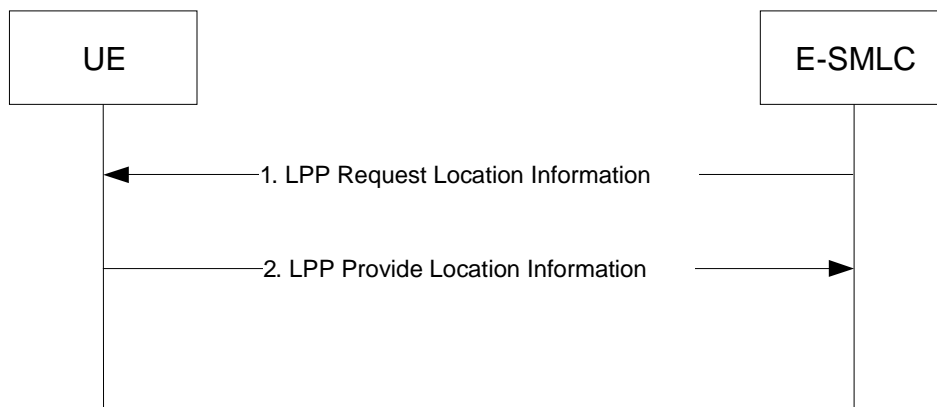 UE
E-SMLC
1. LPP Request Location Information
2. LPP Provide Location Information